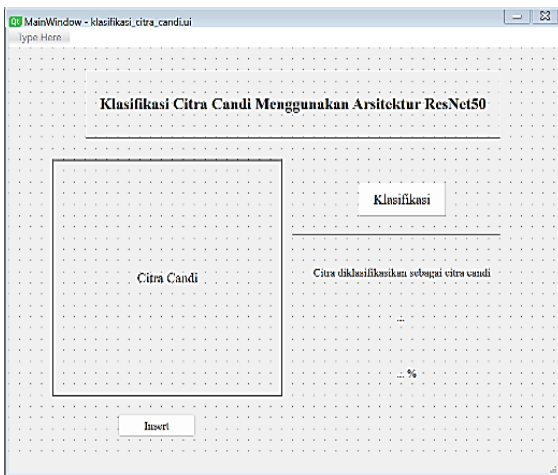 MainWindow - klasifikasi_citra_candi.ui
Type Here
Klasifikasi Citra Candi Menggunakan Arsitektur ResNet50
Klasifikasi
Citra Candi
Citra diklasifikasikan sebagai citra candi
...
... %
Insert